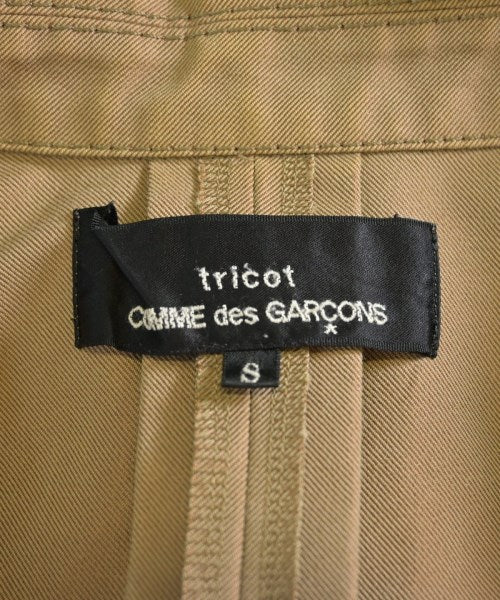 tricot
COMME des GARÇONS
*
S